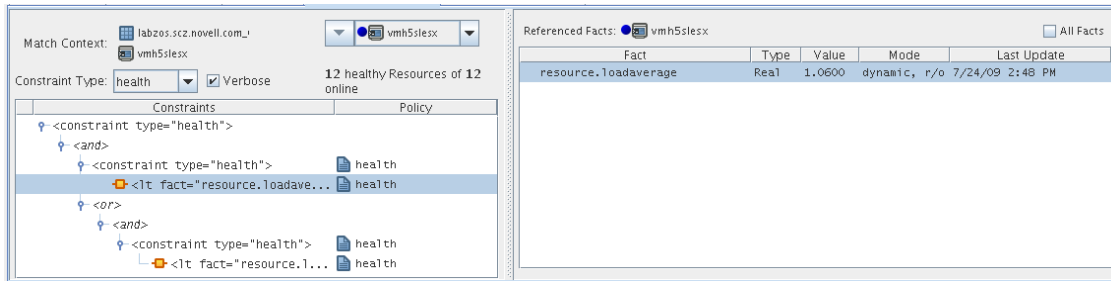 Match Context: labzos.scz.novell.com_ vmh5slesx
vmh5slesx
Constraint Type: health Verbose 12 healthy Resources of 12 online
Constraints Policy
<constraint type="health">
<and>
<constraint type="health"> health
<lt fact="resource.loadave... health
<or>
<and>
<constraint type="health"> health
<lt fact="resource.l... health
Referenced Facts: vmh5slesx All Facts
Fact Type Value Mode Last Update
resource.loadaverage Real 1.0600 dynamic, r/o 7/24/09 2:48 PM